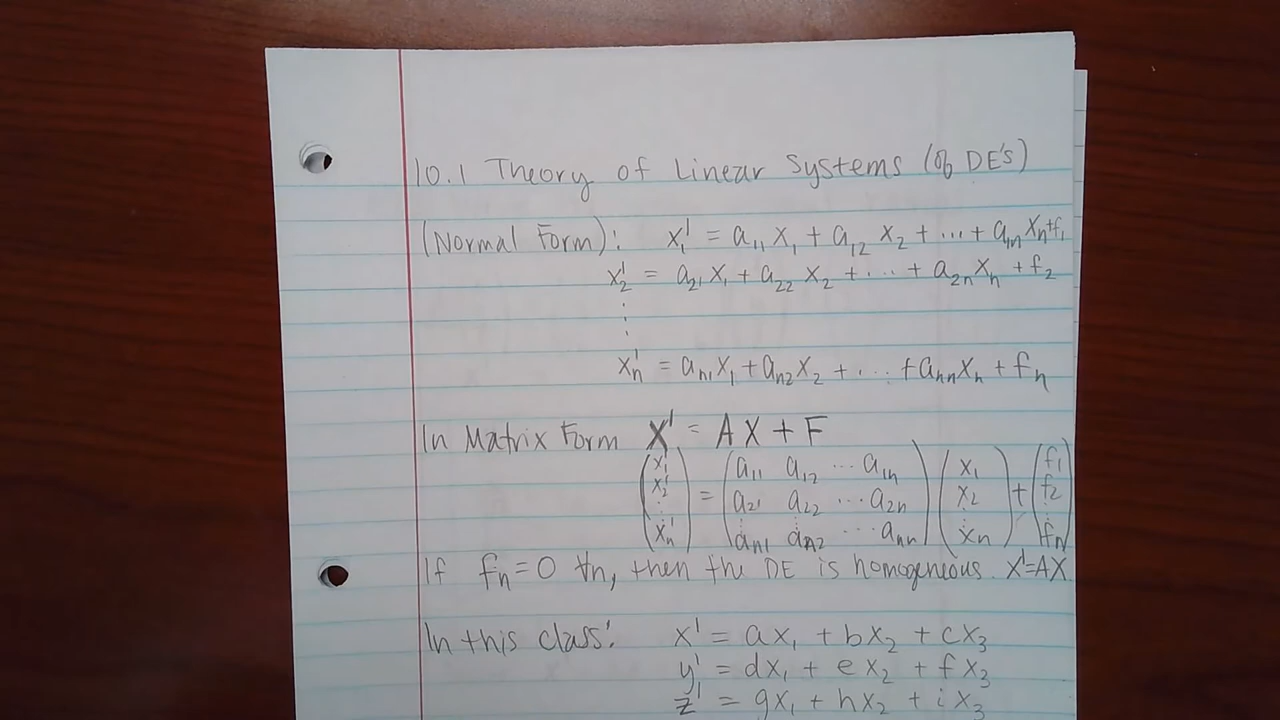 10.1 Theory of Linear Systems (of DE's)
(Normal Form): x₁' = a₁₁x₁ + a₁₂x₂ + ... + a₁ₙxₙ + f₁
x₂' = a₂₁x₁ + a₂₂x₂ + ... + a₂ₙxₙ + f₂
⋮
xₙ' = aₙ₁x₁ + aₙ₂x₂ + ... + aₙₙxₙ + fₙ
In Matrix Form X' = AX + F
(x₁' x₂' ⋮ xₙ') = (a₁₁ a₁₂ ... a₁ₙ a₂₁ a₂₂ ... a₂ₙ ⋮ ⋮ aₙ₁ aₙ₂ ... aₙₙ) (x₁ x₂ ⋮ xₙ) + (f₁ f₂ ⋮ fₙ)
If fₙ = 0 ∀n, then the DE is homogeneous. X' = AX
In this class: x' = ax₁ + bx₂ + cx₃
y' = dx₁ + ex₂ + fx₃
z' = gx₁ + hx₂ + ix₃